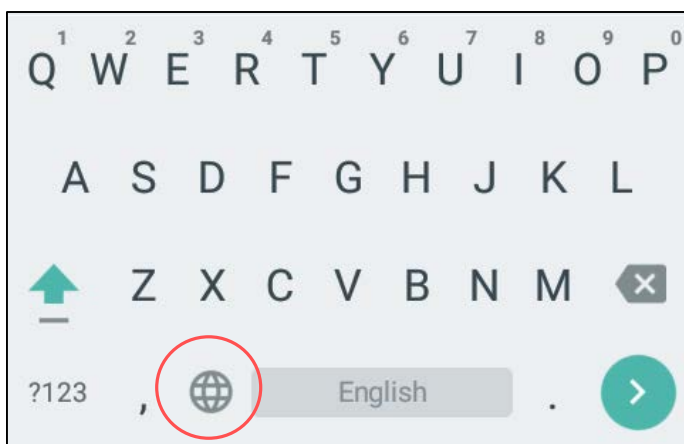 1 2 3 4 5 6 7 8 9 0
Q W E R T Y U I O P
A S D F G H J K L
Z X C V B N M
?123 , English .